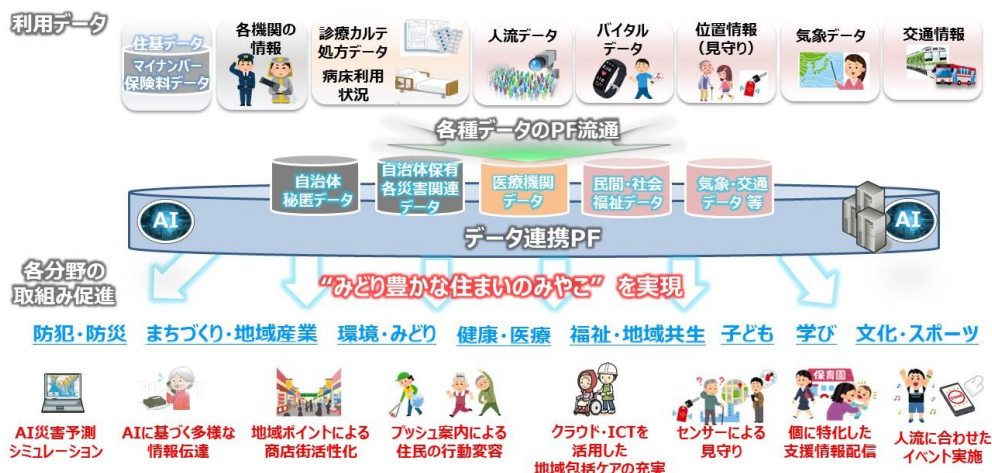 利用データ
住基データ
マイナンバー
保険料データ
各機関の
情報
診療カルテ
処方データ
病床利用
状況
人流データ
バイタル
データ
位置情報
（見守り）
気象データ
交通情報
各種データのPF流通
自治体
秘匿データ
自治体保有
各災害関連
データ
医療機関
データ
民間・社会
福祉データ
気象・交通
データ 等
AI
AI
データ連携PF
各分野の
取組み促進
“みどり豊かな住まいのみやこ” を実現
防犯・防災
まちづくり・地域産業
環境・みどり
健康・医療
福祉・地域共生
子ども
学び
文化・スポーツ
保育園
AI災害予測
シミュレーション
AIに基づく多様な
情報伝達
地域ポイントによる
商店街活性化
プッシュ案内による
住民の行動変容
クラウド・ICTを
活用した
地域包括ケアの充実
センサーによる
見守り
個に特化した
支援情報配信
人流に合わせた
イベント実施